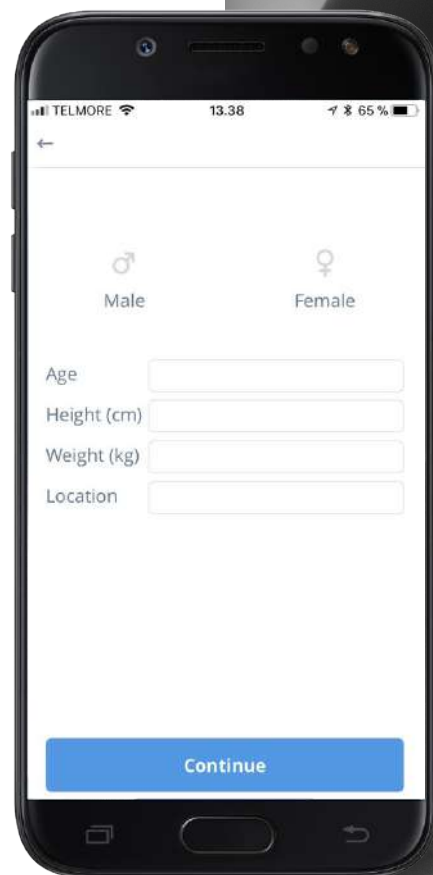 TELMORE 13.38 65 %
Male Female
Age
Height (cm)
Weight (kg)
Location
Continue